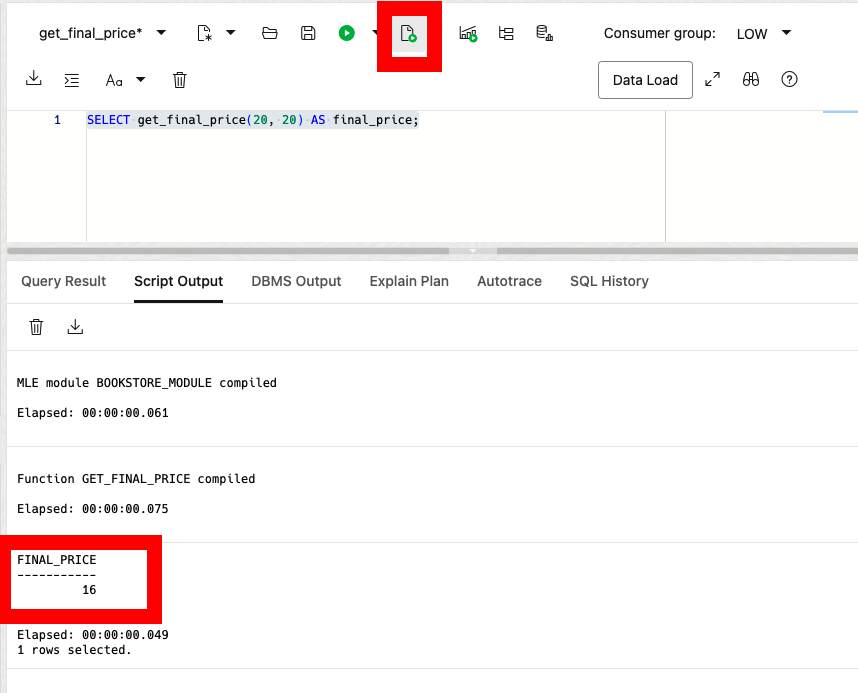 get_final_price*
Consumer group: LOW
Aa
Data Load
1 SELECT get_final_price(20, 20) AS final_price;
Query Result Script Output DBMS Output Explain Plan Autotrace SQL History
MLE module BOOKSTORE_MODULE compiled
Elapsed: 00:00:00.061
Function GET_FINAL_PRICE compiled
Elapsed: 00:00:00.075
FINAL_PRICE
-----------
16
Elapsed: 00:00:00.049
1 rows selected.